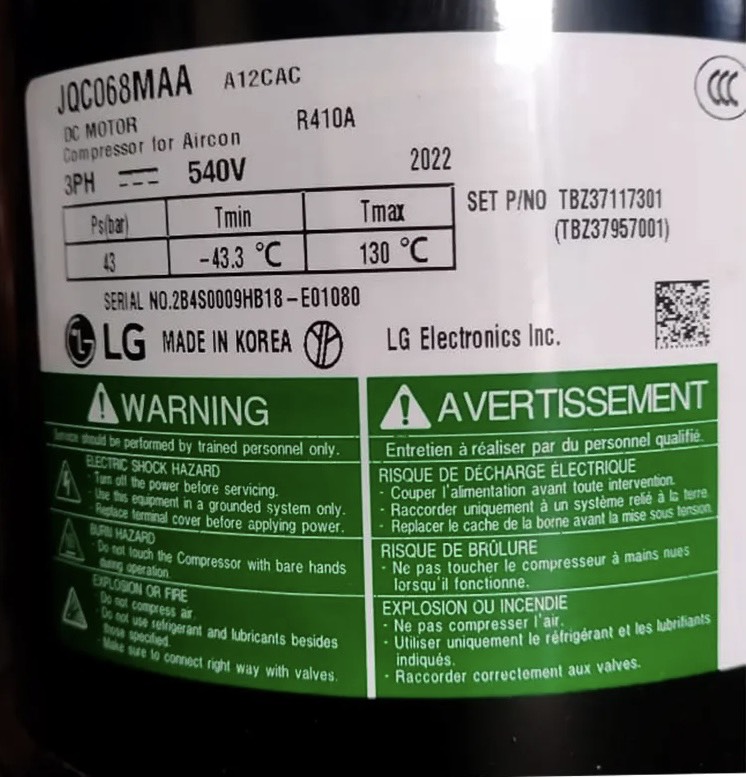 JQC068MAA A12CAC
DC MOTOR R410A
Compressor for Aircon
3PH 540V 2022
Ps(bar) Tmin Tmax
43 -43.3 °C 130 °C
SET P/NO TBZ37117301
(TBZ37957001)
SERIAL NO.2B4S0009HB18-E01080
LG MADE IN KOREA LG Electronics Inc.
CCC
WARNING
Service should be performed by trained personnel only.
ELECTRIC SHOCK HAZARD
· Turn off the power before servicing.
· Use this equipment in a grounded system only.
· Replace terminal cover before applying power.
BURN HAZARD
· Do not touch the Compressor with bare hands
during operation.
EXPLOSION OR FIRE
· Do not compress air.
· Do not use refrigerant and lubricants besides
those specified.
· Make sure to connect right way with valves.
AVERTISSEMENT
Entretien à réaliser par du personnel qualifié.
RISQUE DE DÉCHARGE ÉLECTRIQUE
· Couper l'alimentation avant toute intervention.
· Raccorder uniquement à un système relié à la terre.
· Replacer le cache de la borne avant la mise sous tension.
RISQUE DE BRÛLURE
· Ne pas toucher le compresseur à mains nues
lorsqu'il fonctionne.
EXPLOSION OU INCENDIE
· Ne pas compresser l'air.
· Utiliser uniquement le réfrigérant et les lubrifiants
indiqués.
· Raccorder correctement aux valves.